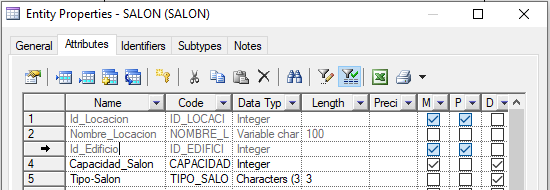 Entity Properties - SALON (SALON)
General Attributes Identifiers Subtypes Notes
Name Code Data Typ Length Preci M P D
1 Id_Locacion ID_LOCACI Integer
2 Nombre_Locacion NOMBRE_L Variable char 100
Id_Edificio ID_EDIFICI Integer
4 Capacidad_Salon CAPACIDAD Integer
5 Tipo-Salon TIPO_SALO Characters (3 3